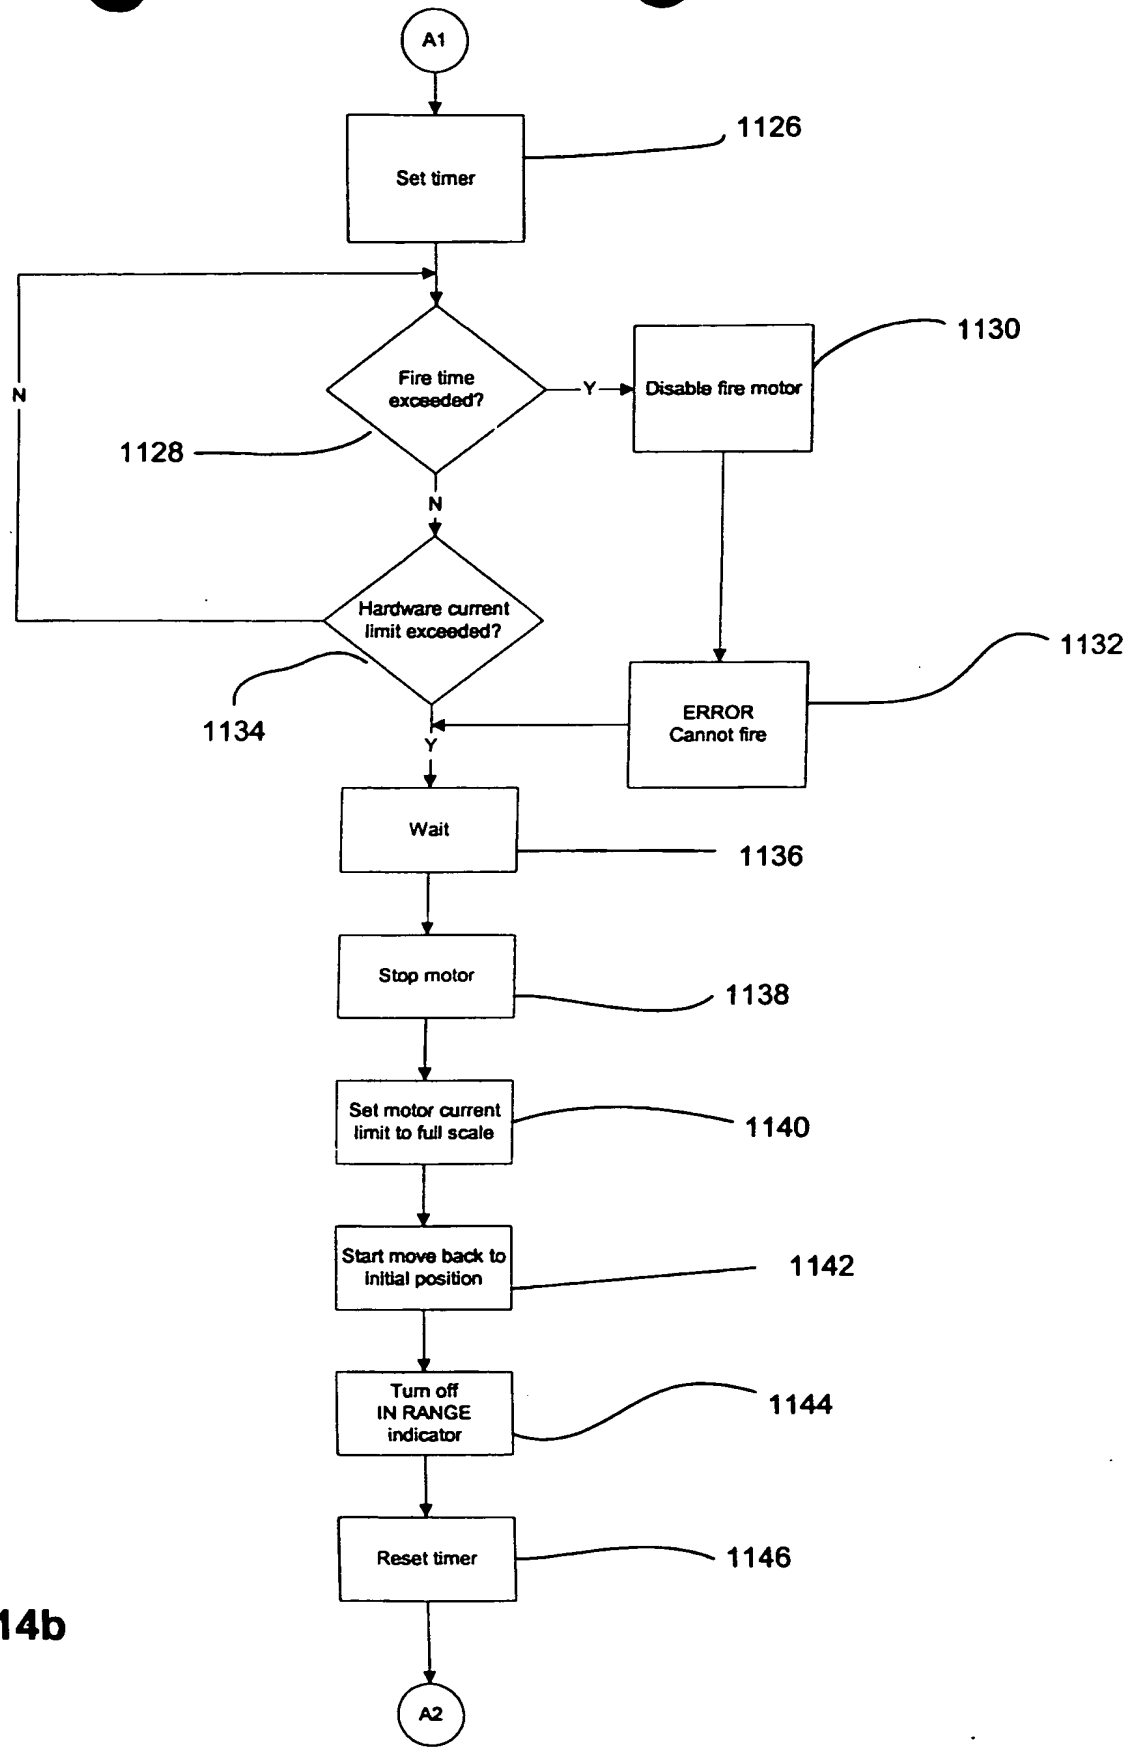 A1
1126
Set timer
1130
N
Fire time
exceeded?
Y
Disable fire motor
1128
N
Hardware current
limit exceeded?
1132
1134
ERROR
Cannot fire
Y
Wait
1136
Stop motor
1138
Set motor current
limit to full scale
1140
Start move back to
initial position
1142
Turn off
IN RANGE
indicator
1144
Reset timer
1146
14b
A2